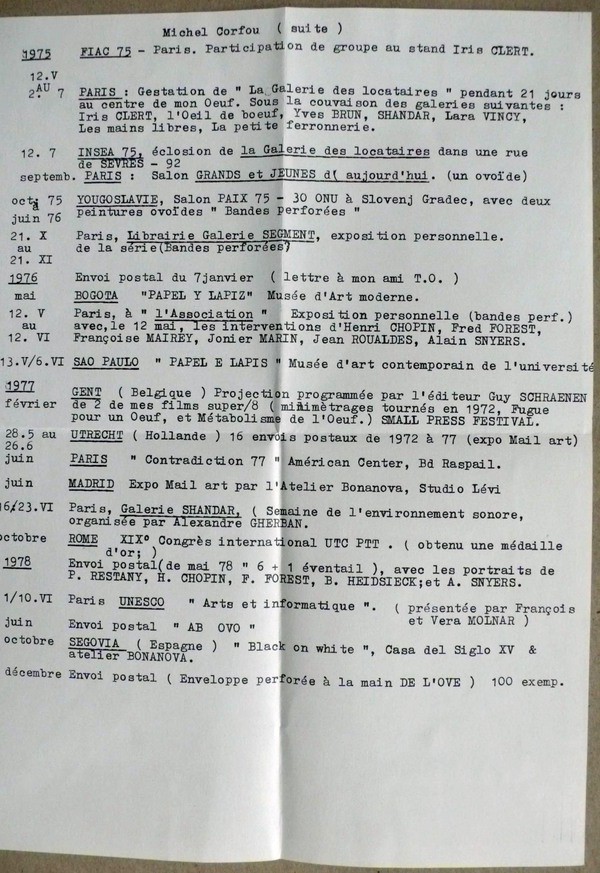 Michel Corfou ( suite )
1975 FIAC 75 - Paris. Participation de groupe au stand Iris CLERT.
12.V
AU
2. 7 PARIS : Gestation de " La Galerie des locataires " pendant 21 jours
au centre de mon Oeuf. Sous la couvaison des galeries suivantes :
Iris CLERT, l'Oeil de boeuf, Yves BRUN, SHANDAR, Lara VINCY,
Les mains libres, La petite ferronnerie.
12. 7 INSEA 75, éclosion de la Galerie des locataires dans une rue
de SEVRES - 92
septemb. PARIS : Salon GRANDS et JEUNES d( aujourd'hui. (un ovoïde)
oct. 75 YOUGOSLAVIE, Salon PAIX 75 - 30 ONU à Slovenj Gradec, avec deux
à peintures ovoïdes " Bandes perforées "
juin 76
21. X Paris, Librairie Galerie SEGMENT, exposition personnelle.
au de la série(Bandes perforées)
21. XI
1976 Envoi postal du 7janvier ( lettre à mon ami T.O. )
mai BOGOTA "PAPEL Y LAPIZ" Musée d'Art moderne.
12. V Paris, à " l'Association " Exposition personnelle (bandes perf.)
au avec,le 12 mai, les interventions d'Henri CHOPIN, Fred FOREST,
12. VI Françoise MAIREY, Jonier MARIN, Jean ROUALDES, Alain SNYERS.
13.V/6.VI SAO PAULO " PAPEL E LAPIS " Musée d'art contemporain de l'université
1977
GENT ( Belgique ) Projection programmée par l'éditeur Guy SCHRAENEN
février de 2 de mes films super/8 ( minimètrages tournés en 1972, Fugue
pour un Oeuf, et Métabolisme de l'Oeuf.) SMALL PRESS FESTIVAL.
28.5 au UTRECHT ( Hollande ) 16 envois postaux de 1972 à 77 (expo Mail art)
26.6
juin PARIS " Contradiction 77 " Américan Center, Bd Raspail.
juin MADRID Expo Mail art par l'Atelier Bonanova, Studio Lévi
16/23.VI Paris, Galerie SHANDAR, ( Semaine de l'environnement sonore,
organisée par Alexandre GHERBAN.
octobre ROME XIX° Congrès international UTC PTT . ( obtenu une médaille
d'or; )
1978 Envoi postal(de mai 78 " 6 + 1 éventail ), avec les portraits de
P. RESTANY, H. CHOPIN, F. FOREST, B. HEIDSIECK;et A. SNYERS.
1/10.VI Paris UNESCO " Arts et informatique ". ( présentée par François
et Vera MOLNAR )
juin Envoi postal " AB OVO "
octobre SEGOVIA ( Espagne ) " Black on white ", Casa del Siglo XV &
atelier BONANOVA.
décembre Envoi postal ( Enveloppe perforée à la main DE L'OVE ) 100 exemp.